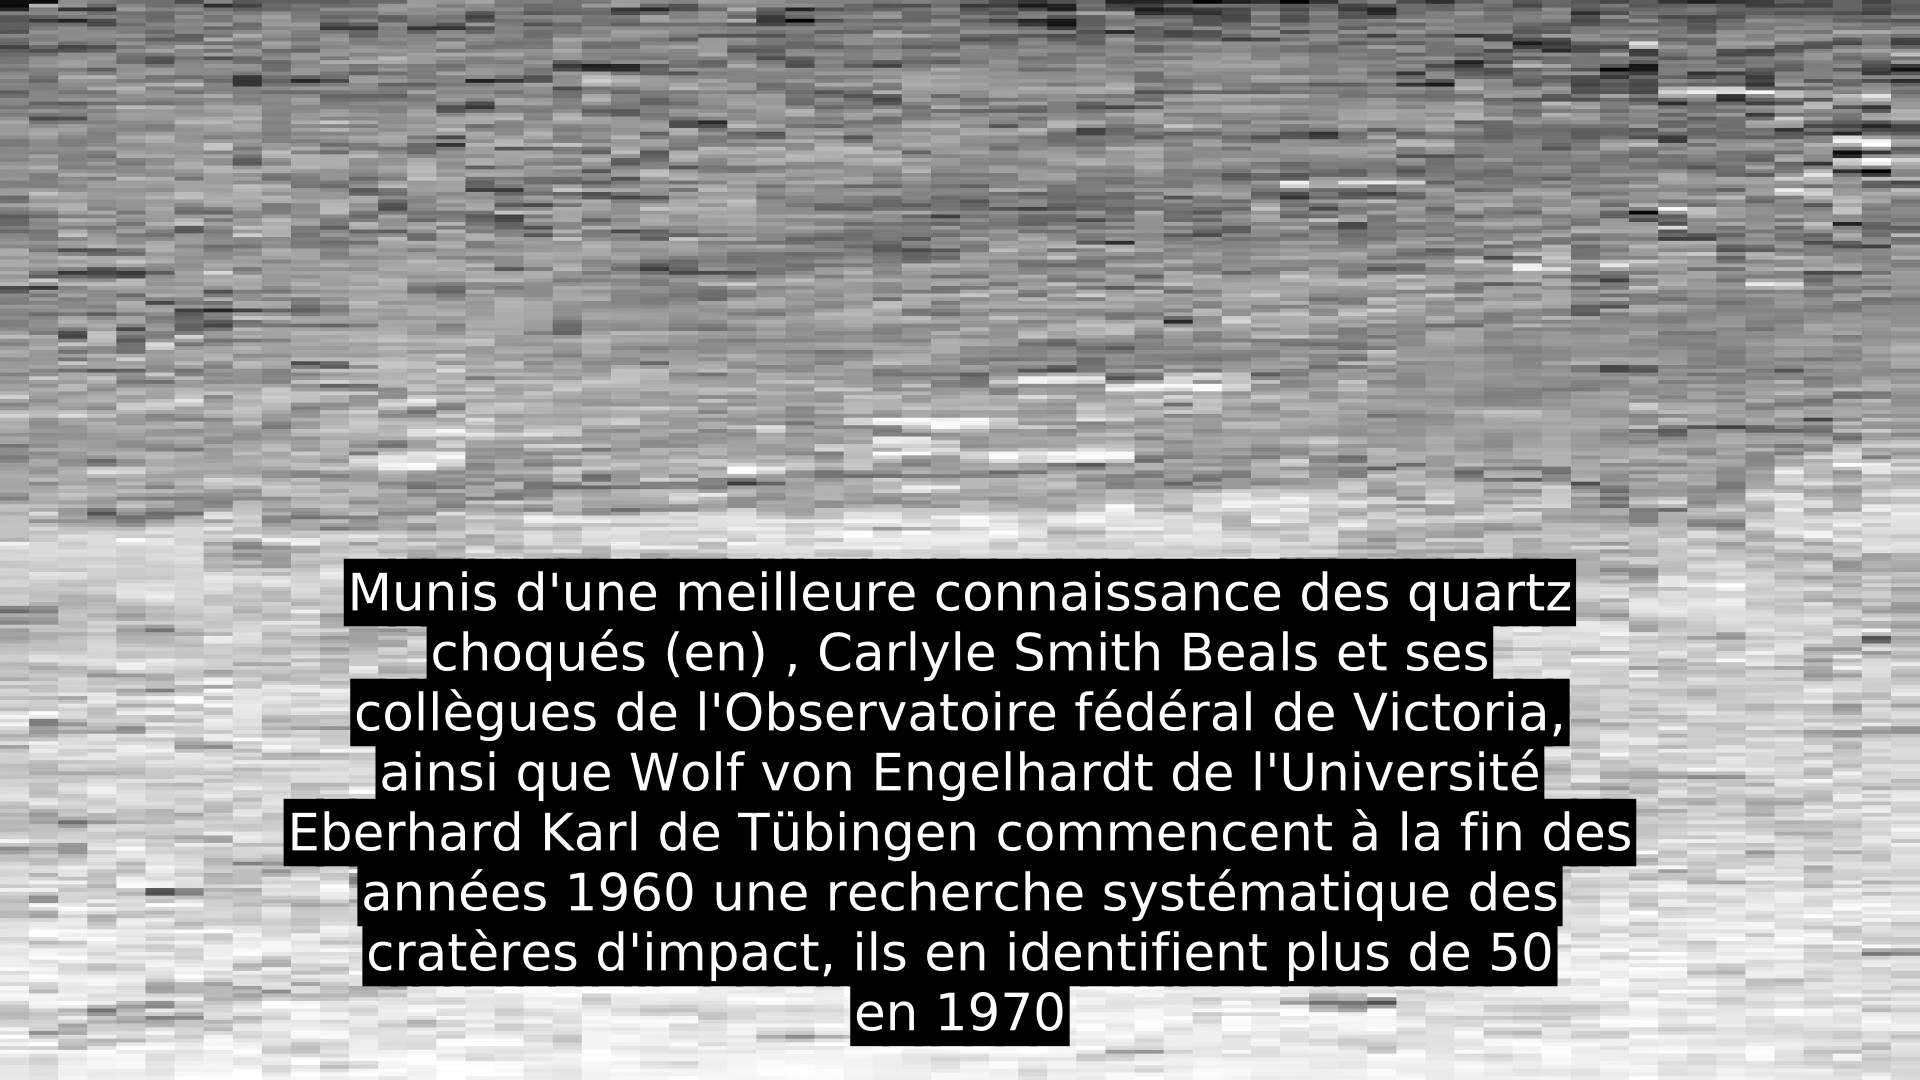 Munis d'une meilleure connaissance des quartz
choqués (en) , Carlyle Smith Beals et ses
collègues de l'Observatoire fédéral de Victoria,
ainsi que Wolf von Engelhardt de l'Université
Eberhard Karl de Tübingen commencent à la fin des
années 1960 une recherche systématique des
cratères d'impact, ils en identifient plus de 50
en 1970